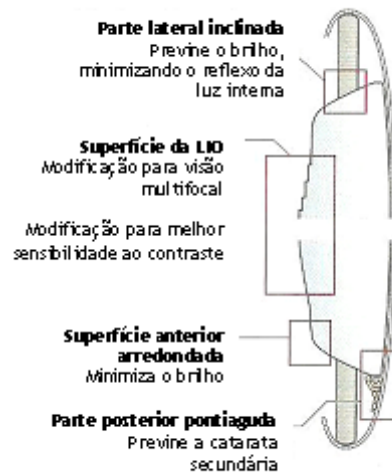 Parte lateral inclinada
Previne o brilho,
minimizando o reflexo da
luz interna
Superfície da LIO
Modificação para visão
multifocal
Modificação para melhor
sensibilidade ao contraste
Superfície anterior
arredondada
Minimiza o brilho
Parte posterior pontiaguda
Previne a catarata
secundária